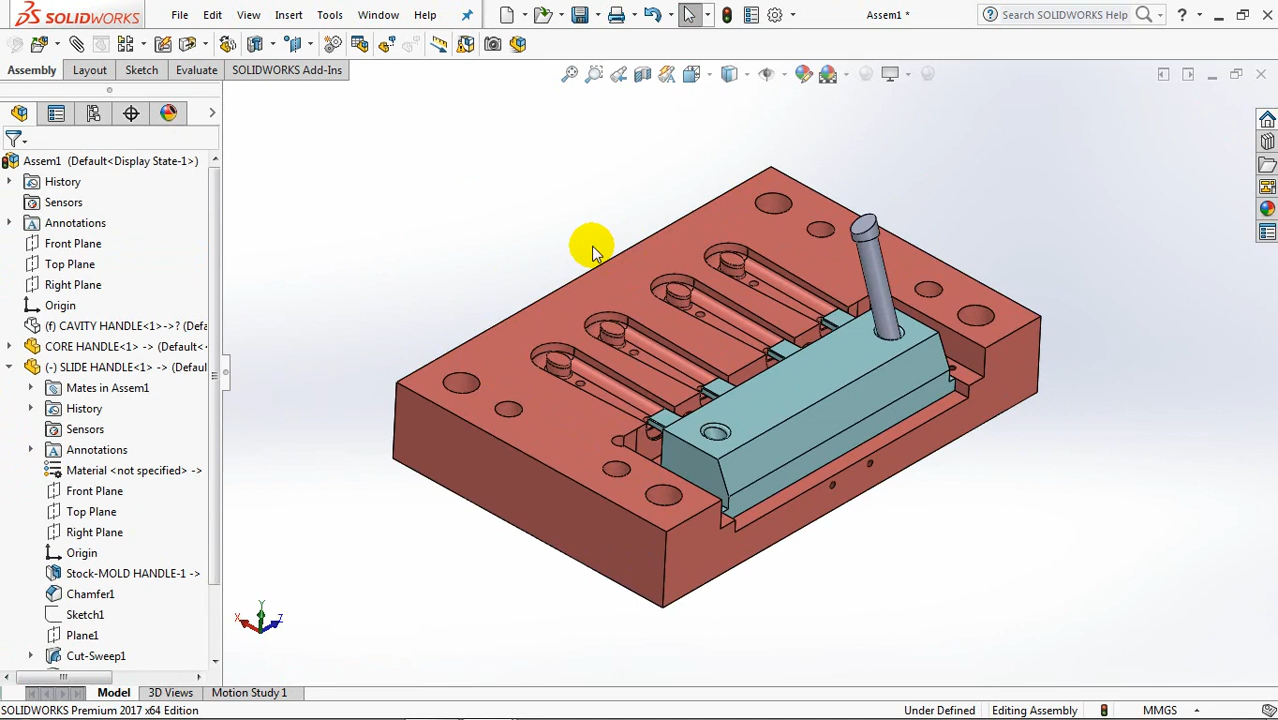 SOLIDWORKS File Edit View Insert Tools Window Help Assem1 * Search SOLIDWORKS Help ?
Assembly Layout Sketch Evaluate SOLIDWORKS Add-Ins
Assem1 (Default<Display State-1>)
History
Sensors
Annotations
Front Plane
Top Plane
Right Plane
Origin
(f) CAVITY HANDLE<1>->? (Defa
CORE HANDLE<1> -> (Default<
(-) SLIDE HANDLE<1> -> (Defaul
Mates in Assem1
History
Sensors
Annotations
Material <not specified> ->
Front Plane
Top Plane
Right Plane
Origin
Stock-MOLD HANDLE-1 ->
Chamfer1
Sketch1
Plane1
Cut-Sweep1
X Y Z
Model 3D Views Motion Study 1
SOLIDWORKS Premium 2017 x64 Edition Under Defined Editing Assembly MMGS